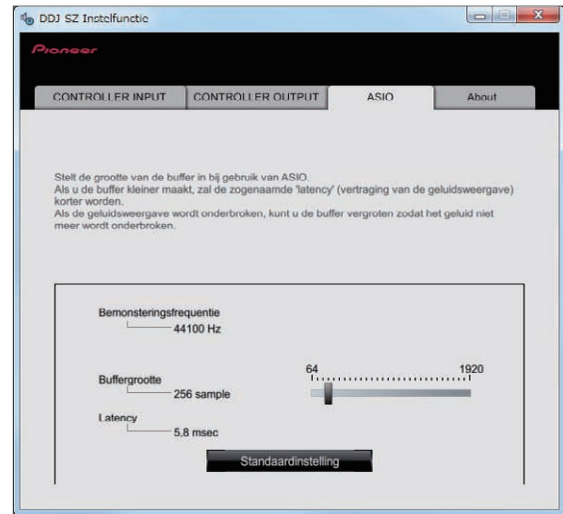 DDJ SZ Instelfunctie
Pioneer
CONTROLLER INPUT
CONTROLLER OUTPUT
ASIO
About
Stelt de grootte van de buffer in bij gebruik van ASIO.
Als u de buffer kleiner maakt, zal de zogenaamde 'latency' (vertraging van de geluidsweergave)
korter worden.
Als de geluidsweergave wordt onderbroken, kunt u de buffer vergroten zodat het geluid niet
meer wordt onderbroken.
Bemonsteringsfrequentie
44100 Hz
64
1920
Buffergrootte
256 sample
Latency
5,8 msec
Standaardinstelling